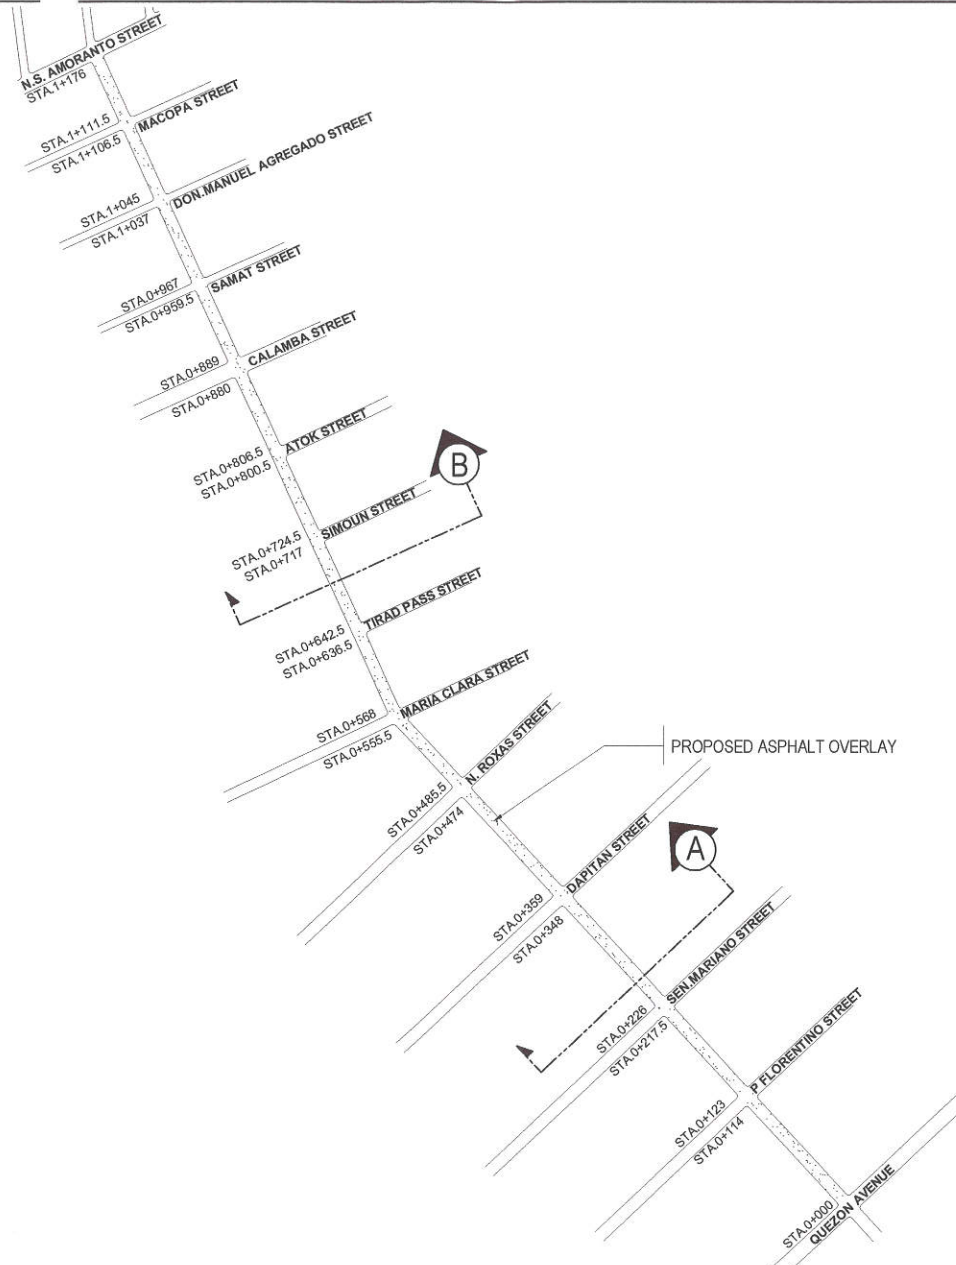 N.S. AMORANTO STREET
STA.1+176
MACOPA STREET
STA.1+111.5
STA.1+106.5
DON.MANUEL AGREGADO STREET
STA.1+045
STA.1+037
SAMAT STREET
STA.0+967
STA.0+959.5
CALAMBA STREET
STA.0+889
STA.0+880
ATOK STREET
STA.0+806.5
STA.0+800.5
B
SIMOUN STREET
STA.0+724.5
STA.0+717
TIRAD PASS STREET
STA.0+642.5
STA.0+636.5
MARIA CLARA STREET
STA.0+568
STA.0+555.5
N. ROXAS STREET
PROPOSED ASPHALT OVERLAY
STA.0+485.5
STA.0+474
DAPITAN STREET
A
STA.0+359
STA.0+348
SEN.MARIANO STREET
STA.0+226
STA.0+217.5
P FLORENTINO STREET
STA.0+123
STA.0+114
STA.0+000
QUEZON AVENUE